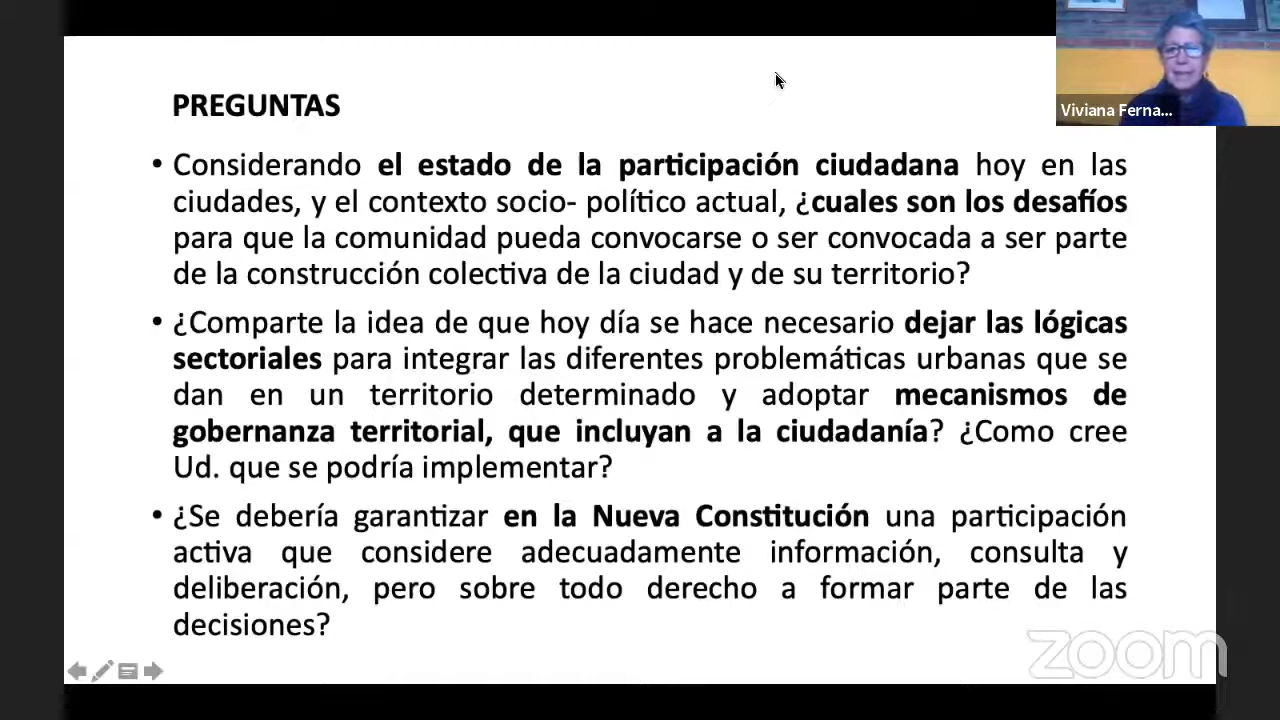 PREGUNTAS
Viviana Ferna...
• Considerando el estado de la participación ciudadana hoy en las
ciudades, y el contexto socio- político actual, ¿cuales son los desafíos
para que la comunidad pueda convocarse o ser convocada a ser parte
de la construcción colectiva de la ciudad y de su territorio?
• ¿Comparte la idea de que hoy día se hace necesario dejar las lógicas
sectoriales para integrar las diferentes problemáticas urbanas que se
dan en un territorio determinado y adoptar mecanismos de
gobernanza territorial, que incluyan a la ciudadanía? ¿Como cree
Ud. que se podría implementar?
• ¿Se debería garantizar en la Nueva Constitución una participación
activa que considere adecuadamente información, consulta y
deliberación, pero sobre todo derecho a formar parte de las
decisiones?
zoom